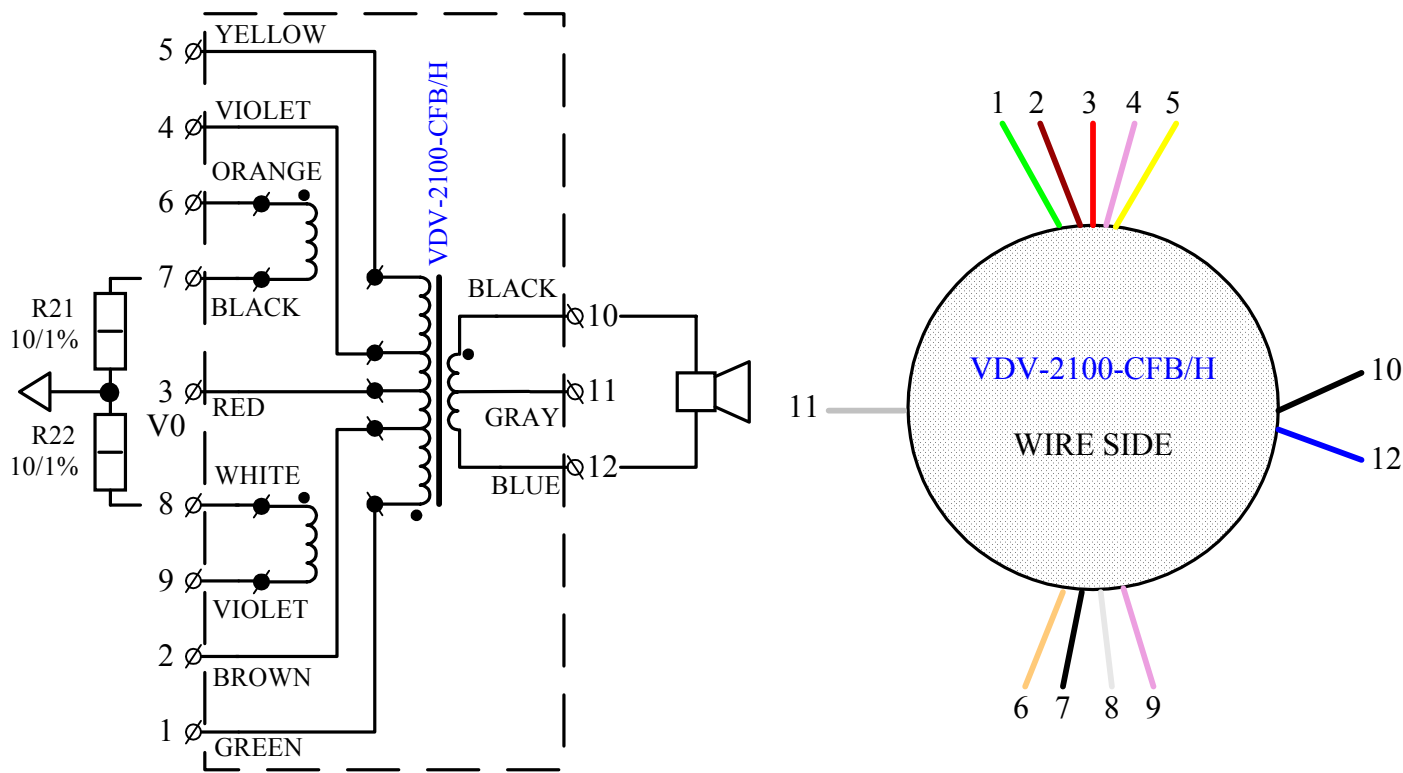 5 YELLOW
4 VIOLET
ORANGE
6
7
BLACK
R21
10/1%
3 RED
V0
R22
10/1%
WHITE
8
9
VIOLET
2
BROWN
1
GREEN
VDV-2100-CFB/H
BLACK
10
11
GRAY
12
BLUE
1 2 3 4 5
VDV-2100-CFB/H
WIRE SIDE
10
11
12
6 7 8 9